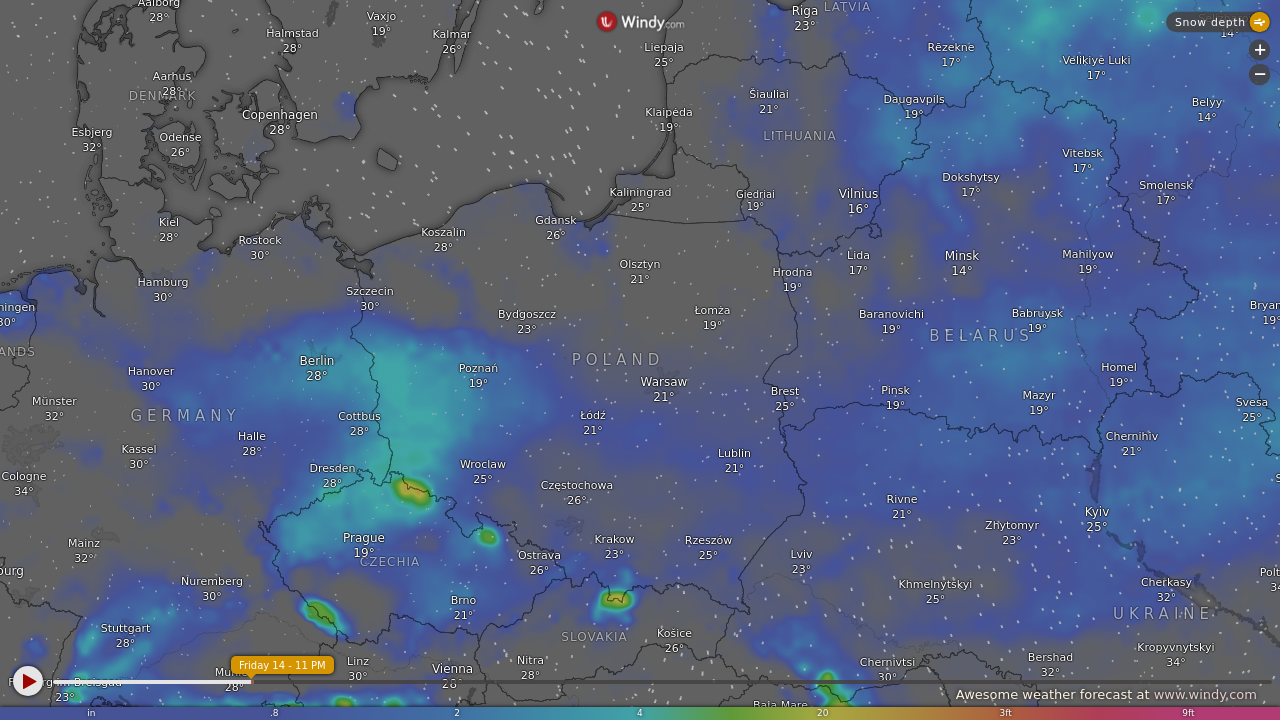 Aalborg
28°
Vaxjo
19°
Halmstad
28°
Kalmar
26°
Windy.com
Riga
23°
LATVIA
Snow depth
14°
Liepaja
25°
Rēzekne
17°
Velikiye Luki
17°
+
−
Aarhus
28°
DENMARK
Šiauliai
21°
Daugavpils
19°
Belyy
14°
Copenhagen
28°
Klaipėda
19°
Esbjerg
32°
Odense
26°
LITHUANIA
Vitebsk
17°
Dokshytsy
17°
Smolensk
17°
Kaliningrad
25°
Giedriai
19°
Vilnius
16°
Kiel
28°
Gdansk
26°
Koszalin
28°
Rostock
30°
Lida
17°
Minsk
14°
Mahilyow
19°
Olsztyn
21°
Hrodna
19°
Hamburg
30°
Szczecin
30°
ningen
30°
Bydgoszcz
23°
Łomża
19°
Baranovichi
19°
Babruysk
19°
Bryan
19°
BELARUS
ANDS
POLAND
Berlin
28°
Hanover
30°
Poznań
19°
Warsaw
21°
Brest
25°
Pinsk
19°
Homel
19°
Mazyr
19°
Münster
32°
GERMANY
Cottbus
28°
Łódź
21°
Svesa
25°
Halle
28°
Kassel
30°
Chernihiv
21°
Lublin
21°
Dresden
28°
Wroclaw
25°
Cologne
34°
Częstochowa
26°
Rivne
21°
Kyiv
25°
Zhytomyr
23°
Prague
19°
CZECHIA
Mainz
32°
Krakow
23°
Rzeszów
25°
Ostrava
26°
Lviv
23°
burg
Nuremberg
30°
Khmelnytskyi
25°
Cherkasy
32°
Polt
34
Brno
21°
UKRAINE
Stuttgart
28°
SLOVAKIA
Košice
26°
Kropyvnytskyi
34°
Friday 14 - 11 PM
Linz
30°
Vienna
28°
Nitra
28°
Chernivtsi
30°
Bershad
32°
23°
28°
Awesome weather forecast at www.windy.com
Baia Mare
in .8 2 4 20 3ft 9ft